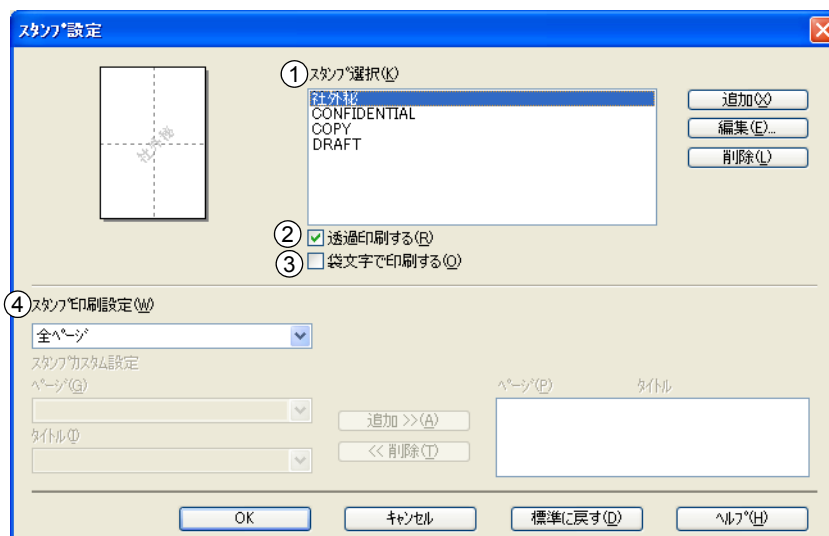 スタンプ設定
① スタンプ選択(K)
社外秘
CONFIDENTIAL
COPY
DRAFT
追加(X)
編集(E)...
削除(L)
社外秘
② 透過印刷する(R)
③ 袋文字で印刷する(O)
④ スタンプ印刷設定(W)
全ページ
スタンプカスタム設定
ページ(G)
タイトル(I)
追加 >>(A)
<< 削除(T)
ページ(P) タイトル
OK キャンセル 標準に戻す(D) ヘルプ(H)